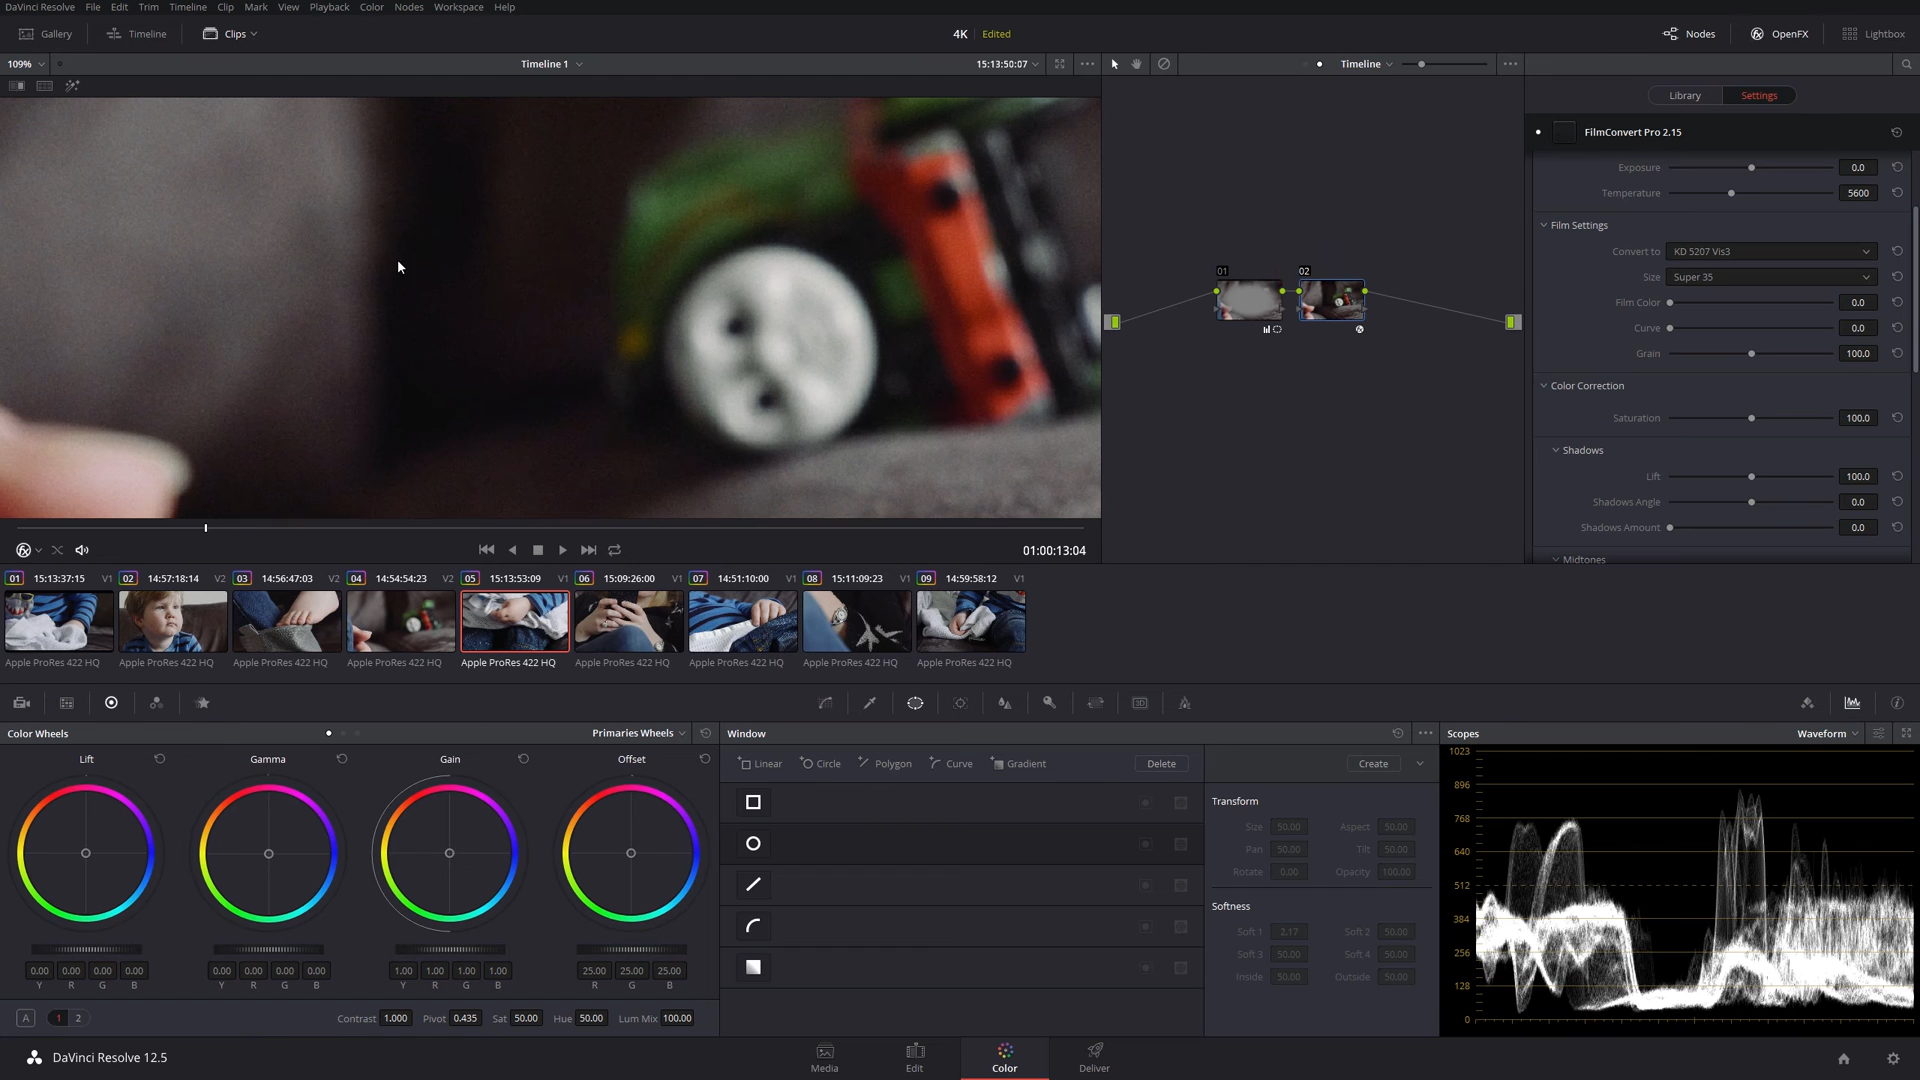 DaVinci Resolve File Edit Trim Timeline Clip Mark View Playback Color Nodes Workspace Help
Gallery Timeline Clips 4K Edited Nodes OpenFX Lightbox
109% Timeline 1 15:13:50:07 Timeline
Library Settings
FilmConvert Pro 2.15
Exposure 0.0
Temperature 5600
Film Settings
Convert to KD 5207 Vis3
Size Super 35
Film Color 0.0
Curve 0.0
Grain 100.0
Color Correction
Saturation 100.0
Shadows
Lift 100.0
Shadows Angle 0.0
Shadows Amount 0.0
Midtones
01 02
01:00:13:04
01 15:13:37:15 V1 02 14:57:18:14 V2 03 14:56:47:03 V2 04 14:54:54:23 V2 05 15:13:53:09 V1 06 15:09:26:00 V1 07 14:51:10:00 V1 08 15:11:09:23 V1 09 14:59:58:12 V1
Apple ProRes 422 HQ Apple ProRes 422 HQ Apple ProRes 422 HQ Apple ProRes 422 HQ Apple ProRes 422 HQ Apple ProRes 422 HQ Apple ProRes 422 HQ Apple ProRes 422 HQ Apple ProRes 422 HQ
3D
Color Wheels Primaries Wheels
Lift Gamma Gain Offset
0.00 0.00 0.00 0.00 0.00 0.00 0.00 0.00 1.00 1.00 1.00 1.00 25.00 25.00 25.00
Y R G B Y R G B Y R G B R G B
A 1 2 Contrast 1.000 Pivot 0.435 Sat 50.00 Hue 50.00 Lum Mix 100.00
Window
Linear Circle Polygon Curve Gradient Delete Create
Transform
Size 50.00 Aspect 50.00
Pan 50.00 Tilt 50.00
Rotate 0.00 Opacity 100.00
Softness
Soft 1 2.17 Soft 2 50.00
Soft 3 50.00 Soft 4 50.00
Inside 50.00 Outside 50.00
Scopes Waveform
1023
896
768
640
512
384
256
128
0
DaVinci Resolve 12.5 Media Edit Color Deliver